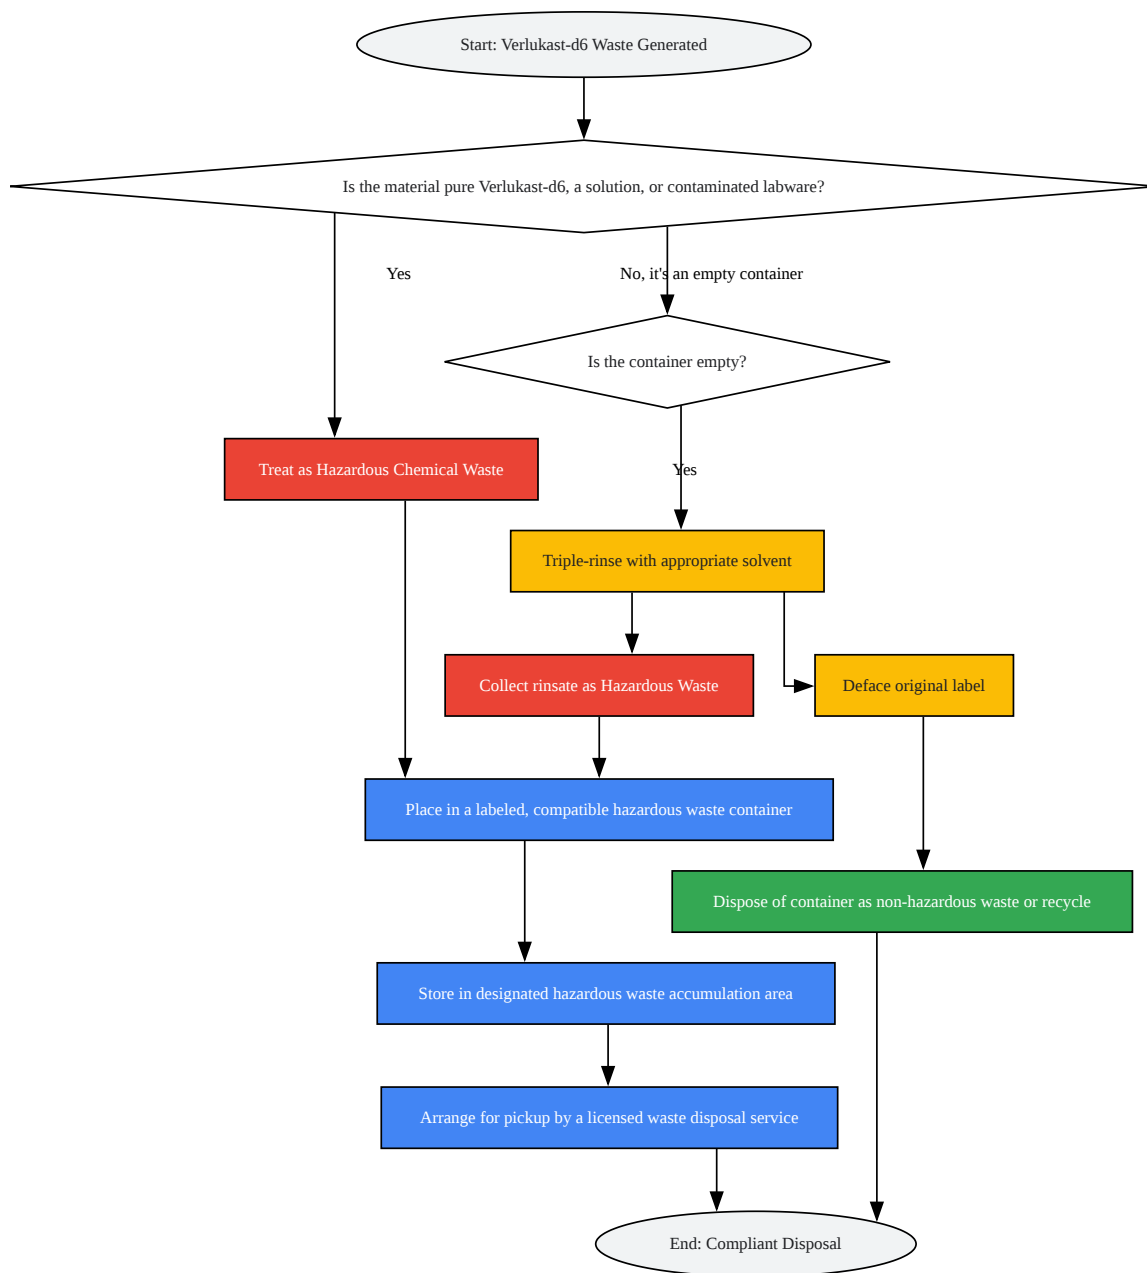 Start: Verlukast-d6 Waste Generated
Is the material pure Verlukast-d6, a solution, or contaminated labware?
Yes
No, it's an empty container
Is the container empty?
Treat as Hazardous Chemical Waste
Yes
Triple-rinse with appropriate solvent
Collect rinsate as Hazardous Waste
Deface original label
Place in a labeled, compatible hazardous waste container
Dispose of container as non-hazardous waste or recycle
Store in designated hazardous waste accumulation area
Arrange for pickup by a licensed waste disposal service
End: Compliant Disposal